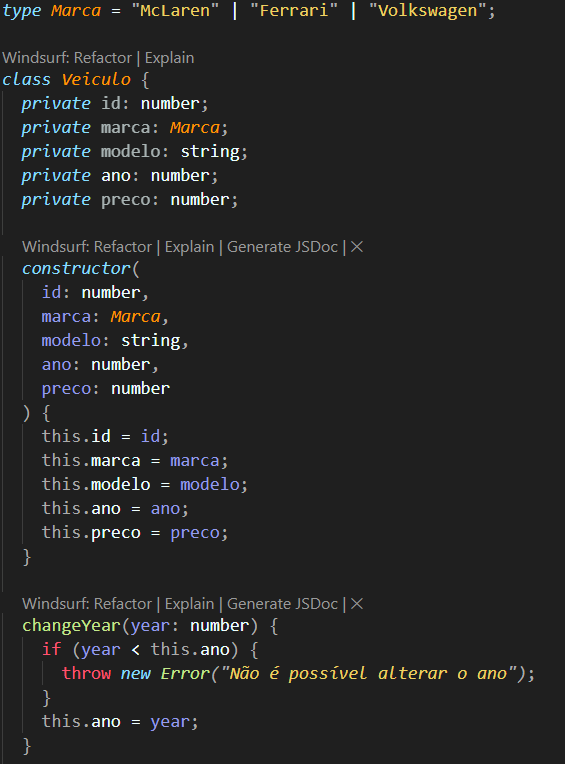 type Marca = "McLaren" | "Ferrari" | "Volkswagen";
Windsurf: Refactor | Explain
class Veiculo {
private id: number;
private marca: Marca;
private modelo: string;
private ano: number;
private preco: number;
Windsurf: Refactor | Explain | Generate JSDoc | ✕
constructor(
id: number,
marca: Marca,
modelo: string,
ano: number,
preco: number
) {
this.id = id;
this.marca = marca;
this.modelo = modelo;
this.ano = ano;
this.preco = preco;
}
Windsurf: Refactor | Explain | Generate JSDoc | ✕
changeYear(year: number) {
if (year < this.ano) {
throw new Error("Não é possível alterar o ano");
}
this.ano = year;
}